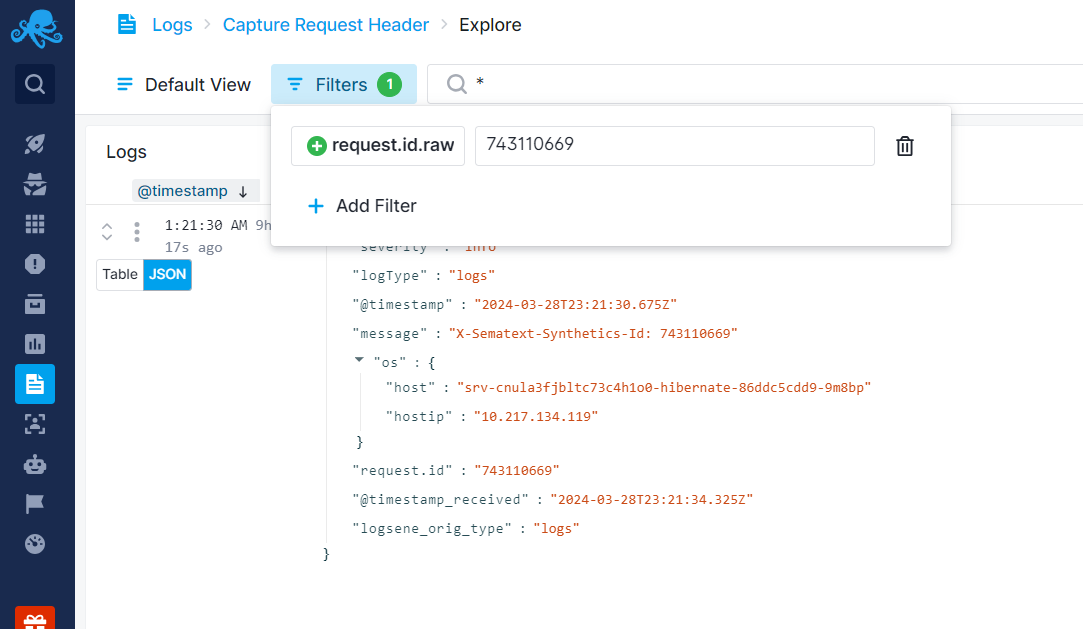 Logs > Capture Request Header > Explore
Default View
Filters 1
*
request.id.raw
743110669
+ Add Filter
Logs
@timestamp ↓
1:21:30 AM 9h
17s ago
Table JSON
"severity" : "info"
"logType" : "logs"
"@timestamp" : "2024-03-28T23:21:30.675Z"
"message" : "X-Sematext-Synthetics-Id: 743110669"
"os" : {
"host" : "srv-cnula3fjbltc73c4h1o0-hibernate-86ddc5cdd9-9m8bp"
"hostip" : "10.217.134.119"
}
"request.id" : "743110669"
"@timestamp_received" : "2024-03-28T23:21:34.325Z"
"logsene_orig_type" : "logs"
}